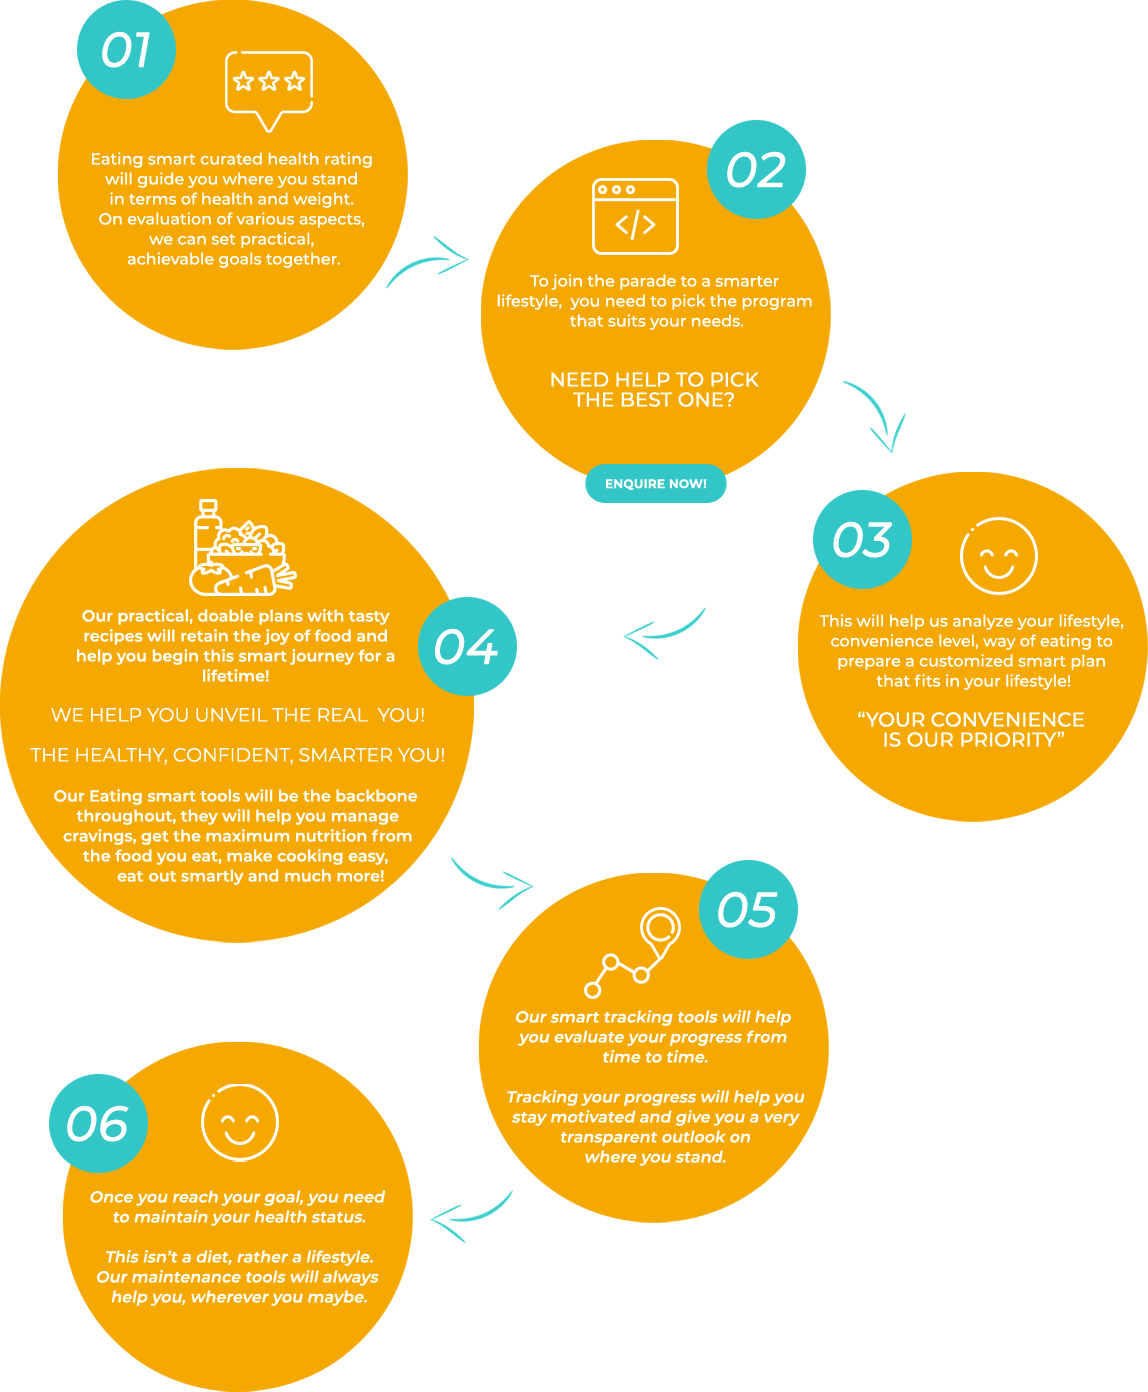 01
Eating smart curated health rating
will guide you where you stand
in terms of health and weight.
On evaluation of various aspects,
we can set practical,
achievable goals together.
02
</>
To join the parade to a smarter
lifestyle,  you need to pick the program
that suits your needs.
NEED HELP TO PICK
THE BEST ONE?
ENQUIRE NOW!
03
This will help us analyze your lifestyle,
convenience level, way of eating to
prepare a customized smart plan
that fits in your lifestyle!
“YOUR CONVENIENCE
IS OUR PRIORITY”
04
Our practical, doable plans with tasty
recipes will retain the joy of food and
help you begin this smart journey for a
lifetime!
WE HELP YOU UNVEIL THE REAL  YOU!
THE HEALTHY, CONFIDENT, SMARTER YOU!
Our Eating smart tools will be the backbone
throughout, they will help you manage
cravings, get the maximum nutrition from
the food you eat, make cooking easy,
eat out smartly and much more!
05
Our smart tracking tools will help
you evaluate your progress from
time to time.
Tracking your progress will help you
stay motivated and give you a very
transparent outlook on
where you stand.
06
Once you reach your goal, you need
to maintain your health status.
This isn’t a diet, rather a lifestyle.
Our maintenance tools will always
help you, wherever you maybe.